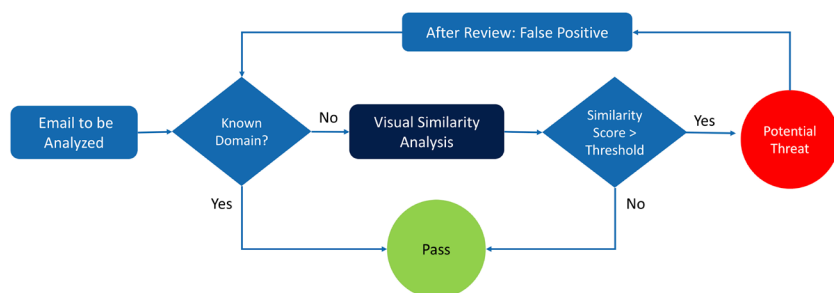 After Review: False Positive
Email to be
Analyzed
Known
Domain?
No
Visual Similarity
Analysis
Similarity
Score >
Threshold
Yes
Potential
Threat
Yes
No
Pass